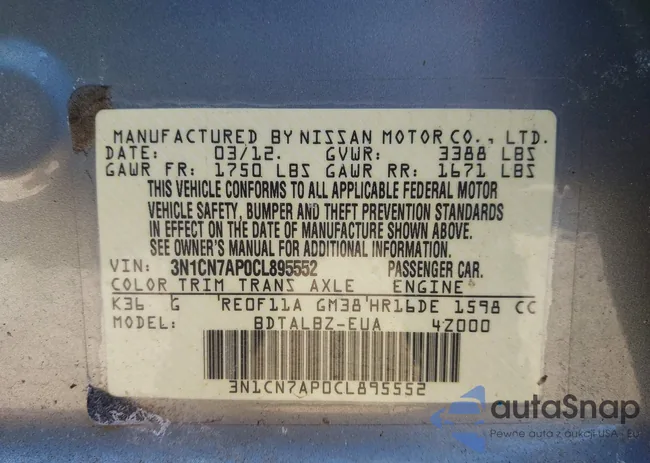 MANUFACTURED BY NISSAN MOTOR CO., LTD.
DATE: 03/12. GVWR: 3388 LBS
GAWR FR: 1750 LBS GAWR RR: 1671 LBS
THIS VEHICLE CONFORMS TO ALL APPLICABLE FEDERAL MOTOR
VEHICLE SAFETY, BUMPER AND THEFT PREVENTION STANDARDS
IN EFFECT ON THE DATE OF MANUFACTURE SHOWN ABOVE.
SEE OWNER'S MANUAL FOR ADDITIONAL INFORMATION.
VIN: 3N1CN7AP0CL895552 PASSENGER CAR.
COLOR TRIM TRANS AXLE ENGINE
K36 G RE0F11A GM38 HR16DE 1598 CC
MODEL: BDTALBZ-EUA 4Z000
3N1CN7AP0CL895552
autaSnap
Pewne auta z aukcji USA - EU